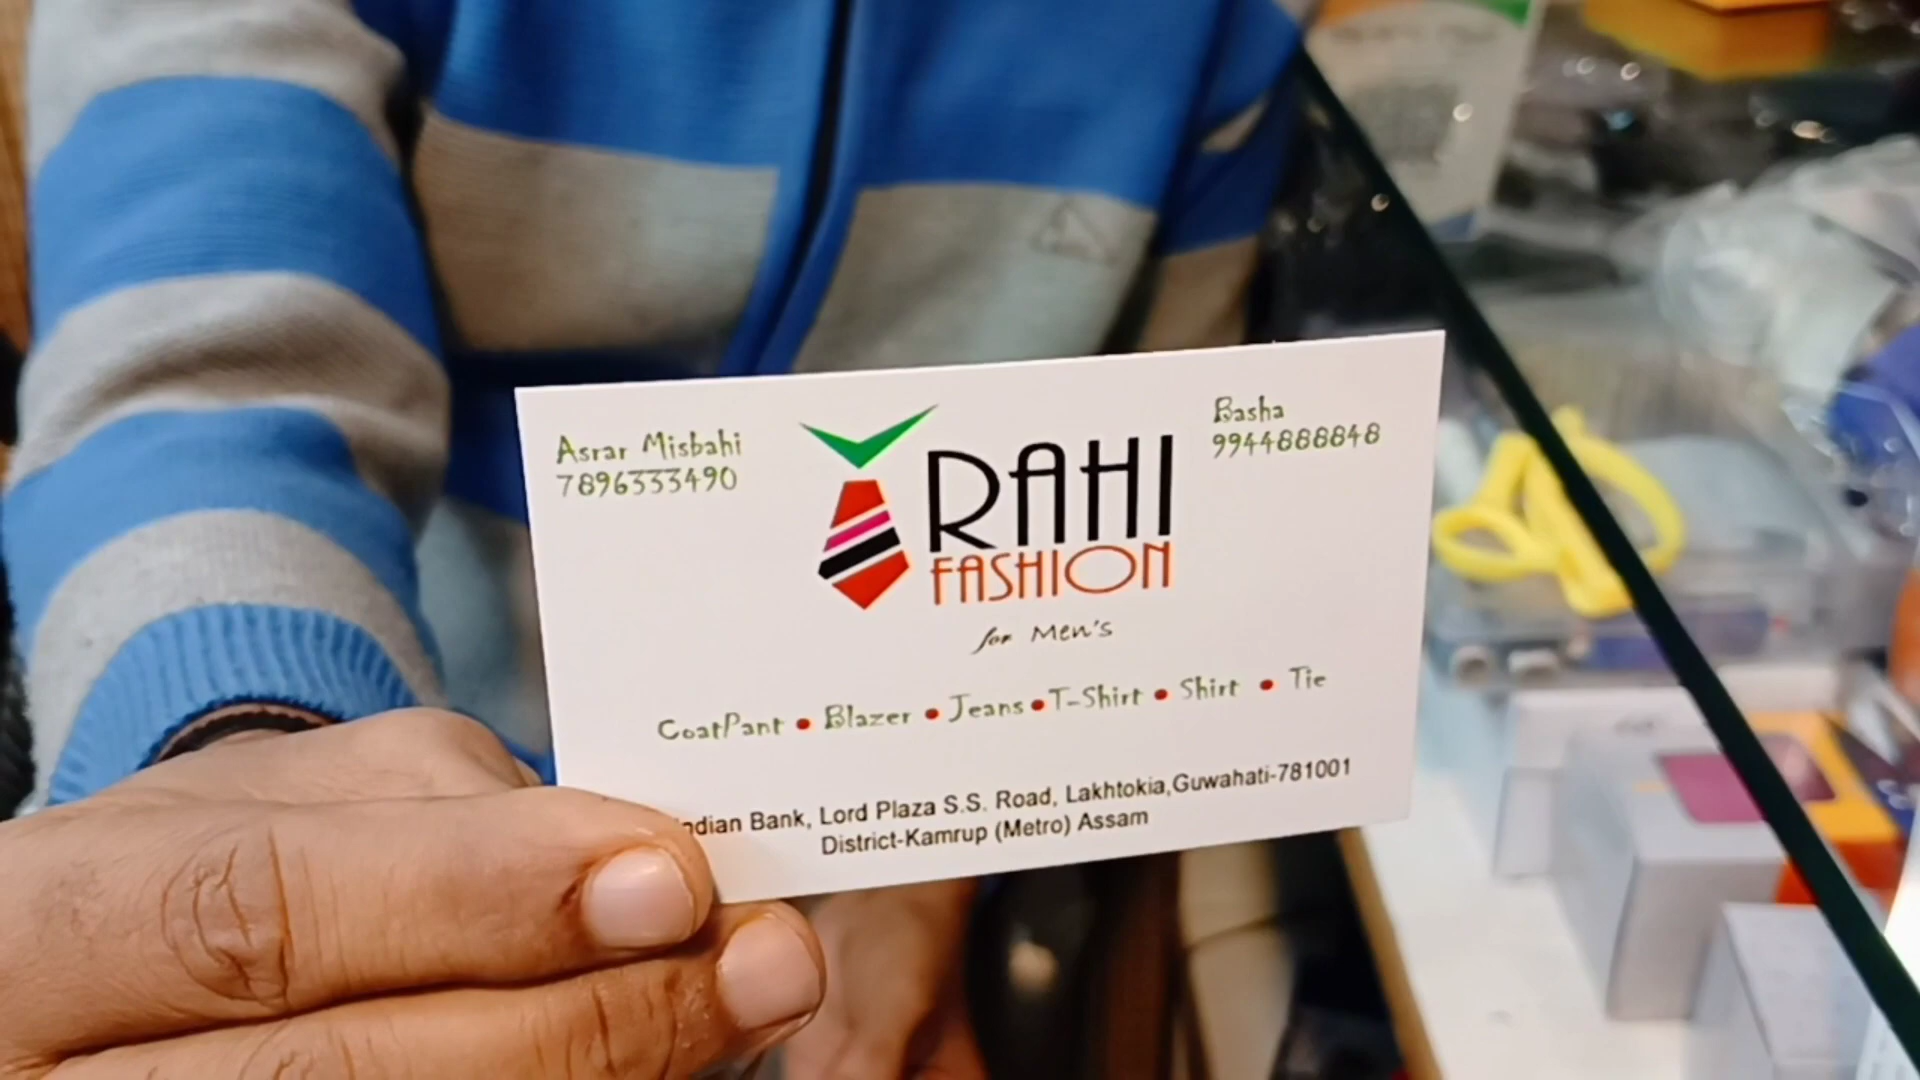 Asrar Misbahi
7896333490
RAHI
FASHION
for Men's
Basha
9944888848
CoatPant • Blazer • Jeans • T-Shirt • Shirt • Tie
Bank, Lord Plaza S.S. Road, Lakhtokia,Guwahati-781001
District-Kamrup (Metro) Assam